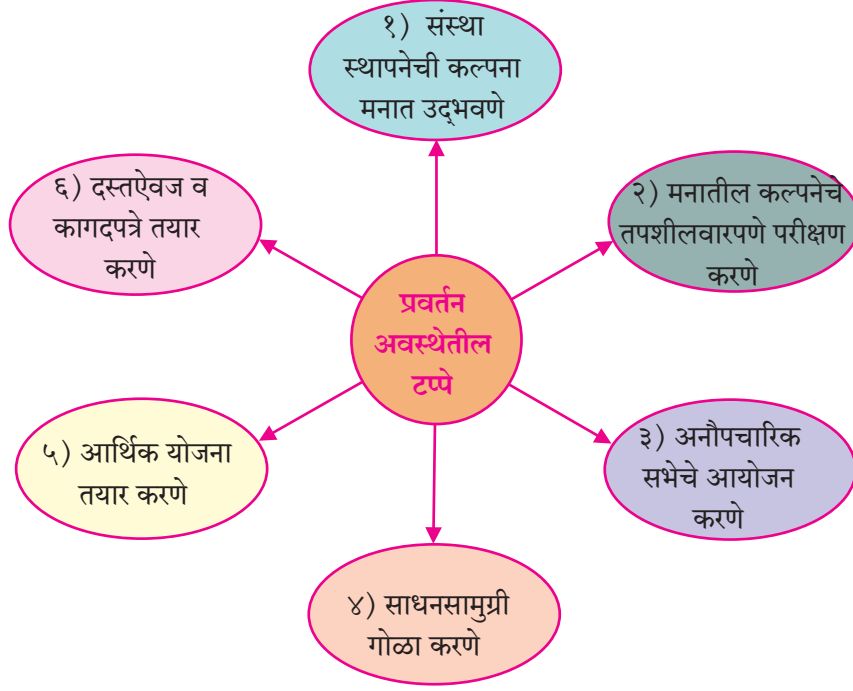 १) संस्था
स्थापनेची कल्पना
मनात उद्‌भवणे
२) मनातील कल्पनेचे
तपशीलवारपणे परीक्षण
करणे
३) अनौपचारिक
सभेचे आयोजन
करणे
४) साधनसामुग्री
गोळा करणे
५) आर्थिक योजना
तयार करणे
६) दस्तऐवज व
कागदपत्रे तयार
करणे
प्रवर्तन
अवस्थेतील
टप्पे